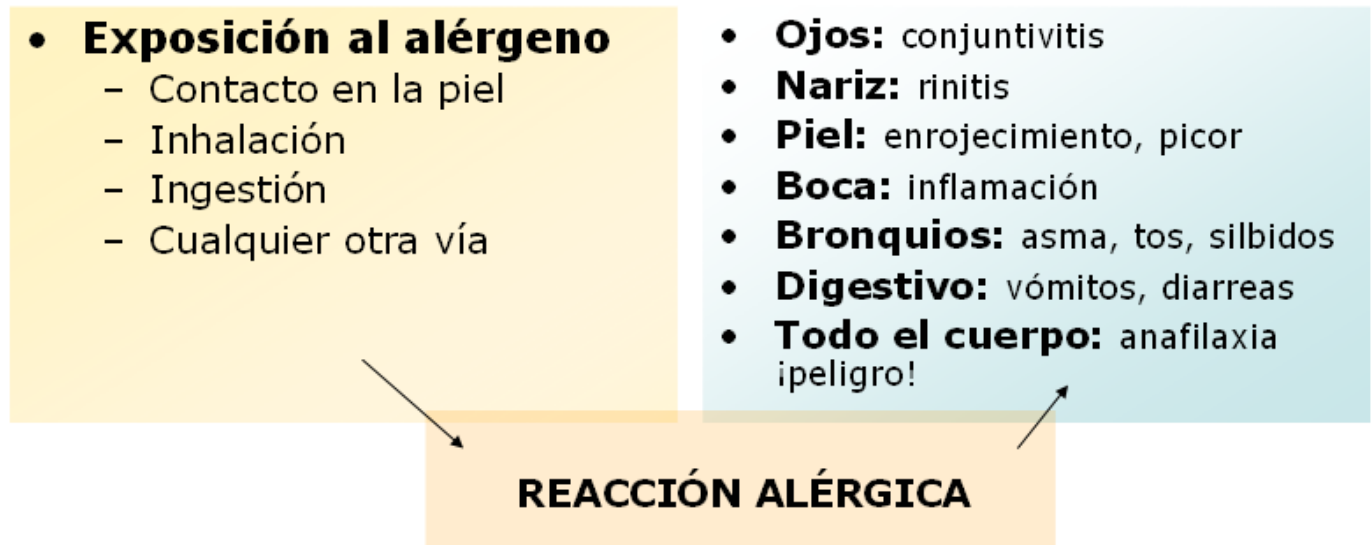 • Exposición al alérgeno
– Contacto en la piel
– Inhalación
– Ingestión
– Cualquier otra vía
• Ojos: conjuntivitis
• Nariz: rinitis
• Piel: enrojecimiento, picor
• Boca: inflamación
• Bronquios: asma, tos, silbidos
• Digestivo: vómitos, diarreas
• Todo el cuerpo: anafilaxia
¡peligro!
REACCIÓN ALÉRGICA